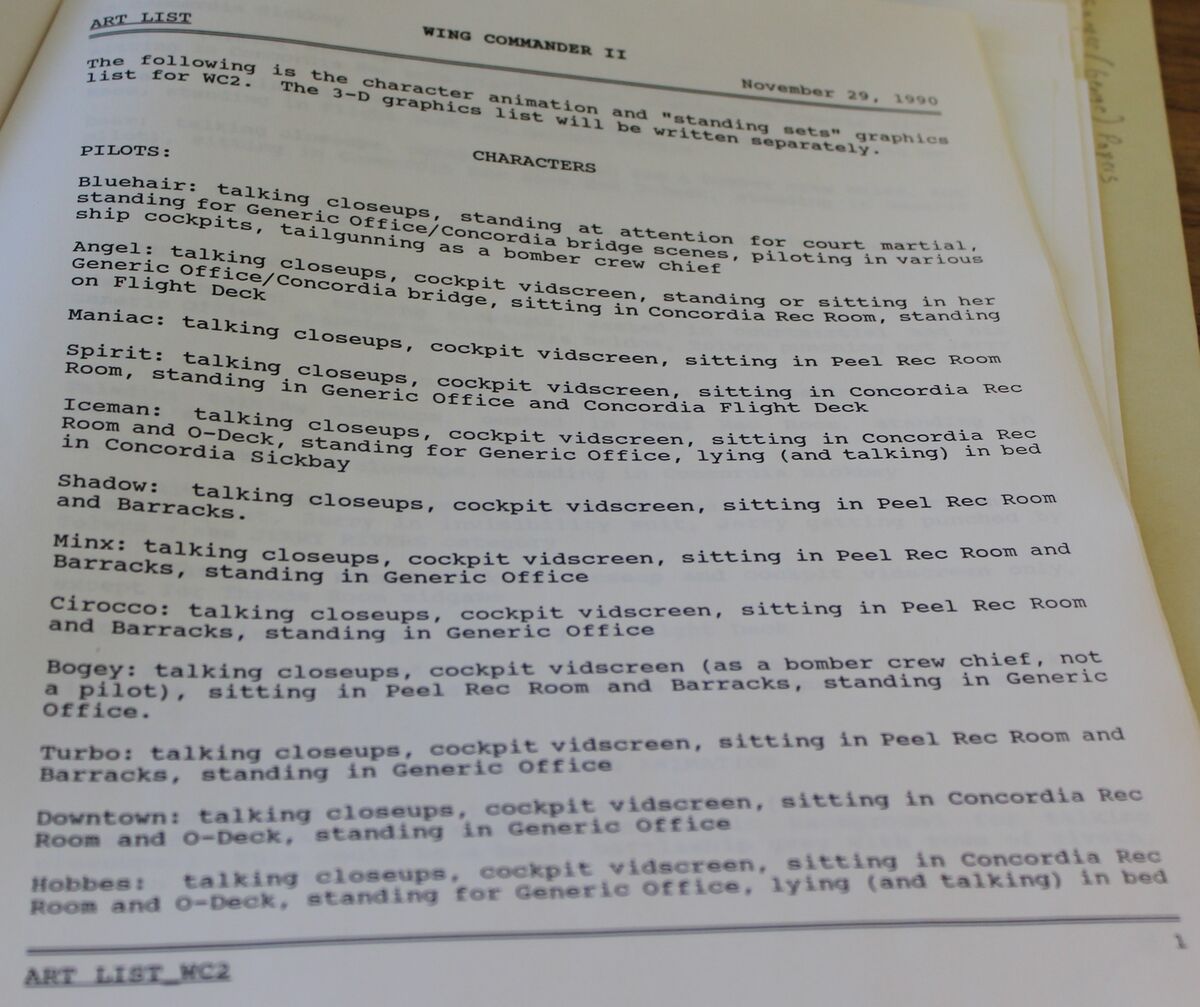 ART LIST
WING COMMANDER II
November 29, 1990
The following is the character animation and "standing sets" graphics
list for WC2.  The 3-D graphics list will be written separately.
CHARACTERS
PILOTS:
Bluehair: talking closeups, standing at attention for court martial,
standing for Generic Office/Concordia bridge scenes, piloting in various
ship cockpits, tailgunning as a bomber crew chief
Angel: talking closeups, cockpit vidscreen, standing or sitting in her
Generic Office/Concordia bridge, sitting in Concordia Rec Room, standing
on Flight Deck
Maniac: talking closeups, cockpit vidscreen, sitting in Peel Rec Room
Spirit: talking closeups, cockpit vidscreen, sitting in Concordia Rec
Room, standing in Generic Office and Concordia Flight Deck
Iceman:  talking closeups, cockpit vidscreen, sitting in Concordia Rec
Room and O-Deck, standing for Generic Office, lying (and talking) in bed
in Concordia Sickbay
Shadow:  talking closeups, cockpit vidscreen, sitting in Peel Rec Room
and Barracks.
Minx: talking closeups, cockpit vidscreen, sitting in Peel Rec Room and
Barracks, standing in Generic Office
Cirocco: talking closeups, cockpit vidscreen, sitting in Peel Rec Room
and Barracks, standing in Generic Office
Bogey: talking closeups, cockpit vidscreen (as a bomber crew chief, not
a pilot), sitting in Peel Rec Room and Barracks, standing in Generic
Office.
Turbo: talking closeups, cockpit vidscreen, sitting in Peel Rec Room and
Barracks, standing in Generic Office
Downtown: talking closeups, cockpit vidscreen, sitting in Concordia Rec
Room and O-Deck, standing in Generic Office
Hobbes:  talking closeups, cockpit vidscreen, sitting in Concordia Rec
Room and O-Deck, standing for Generic Office, lying (and talking) in bed
1
ART LIST_WC2